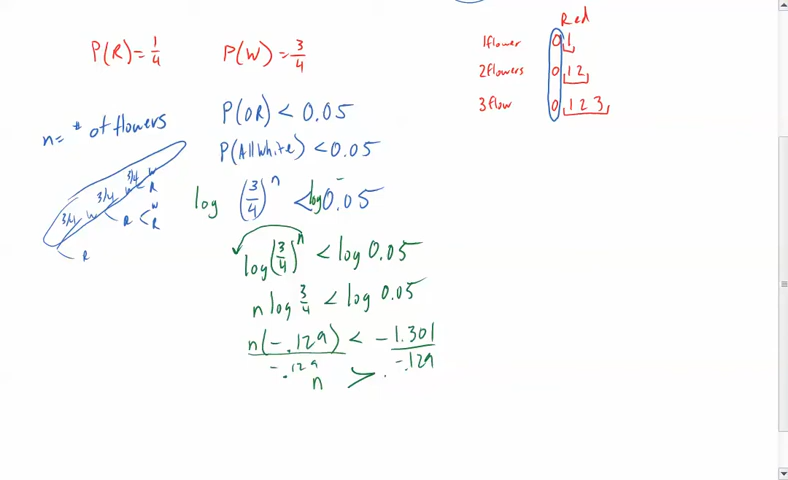 Red
1flower 0 1
2flowers 0 1 2
3flow 0 1 2 3
P(R)=1/4 P(W)=3/4
n= # of flowers
P(0R) < 0.05
P(All White) < 0.05
log (3/4)^n < log 0.05
3/4 W 3/4 W 3/4 W
R R R
W
R
log(3/4)^n < log 0.05
n log 3/4 < log 0.05
n(-.129) < -1.301
-.129 -.129
n >